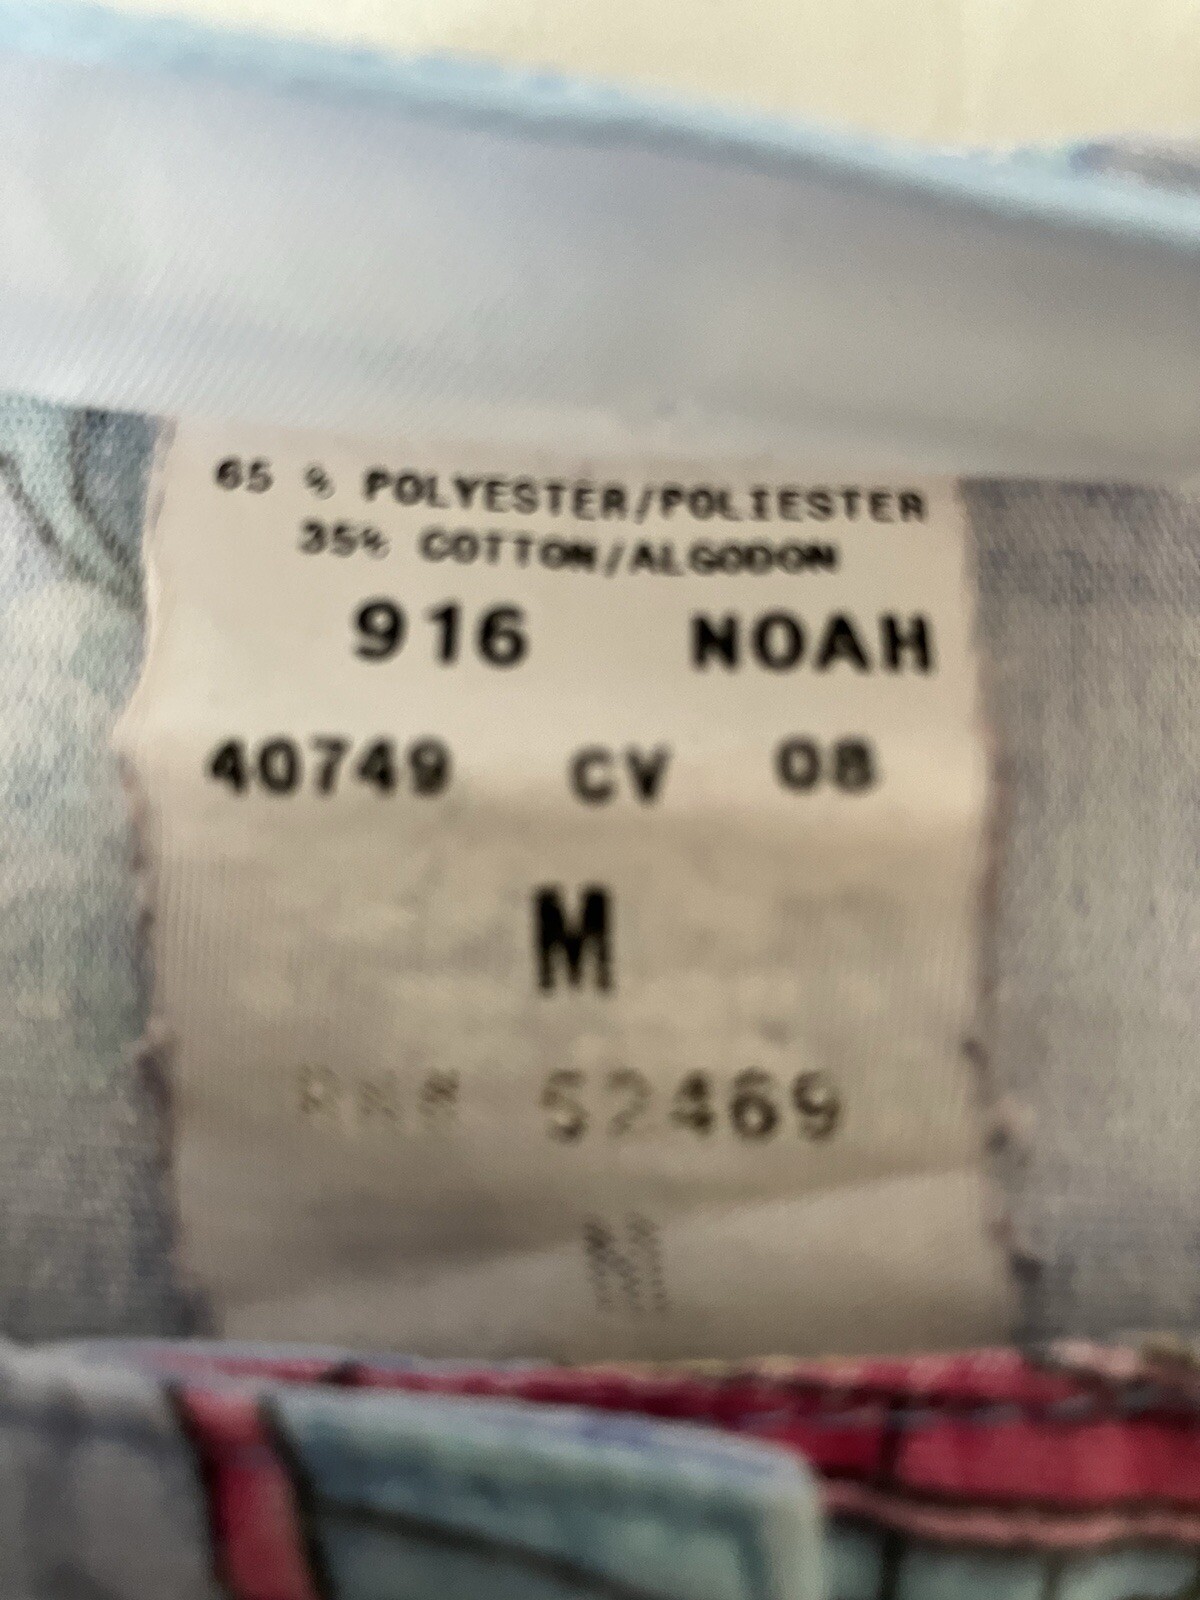 65 % POLYESTER/POLIESTER
35% COTTON/ALGODON
916 NOAH
40749 CV 08
M
52469